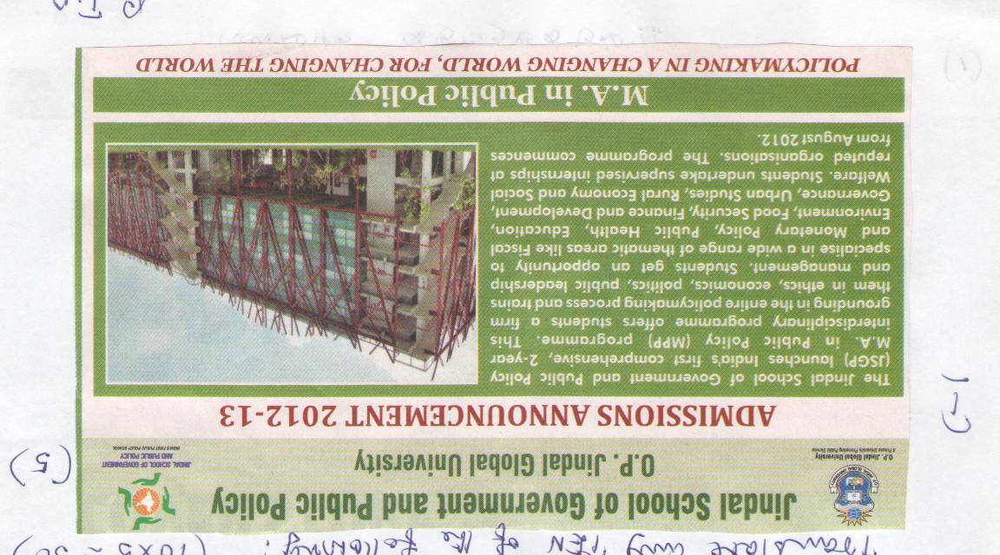 Translate any TEN of the following: (10x5=50)
Jindal School of Government and Public Policy
O.P. Jindal Global University
O.P. Jindal Global University
A Private University Promoting Public Service
JINDAL SCHOOL OF GOVERNMENT
AND PUBLIC POLICY
INDIA'S FIRST PUBLIC POLICY SCHOOL
(5)
ADMISSIONS ANNOUNCEMENT 2012-13
The Jindal School of Government and Public Policy
(JSGP) launches India's first comprehensive, 2-year
M.A. in Public Policy (MPP) programme. This
interdisciplinary programme offers students a firm
grounding in the entire policymaking process and trains
them in ethics, economics, politics, public leadership
and management. Students get an opportunity to
specialise in a wide range of thematic areas like Fiscal
and Monetary Policy, Public Health, Education,
Environment, Food Security, Finance and Development,
Governance, Urban Studies, Rural Economy and Social
Welfare. Students undertake supervised internships at
reputed organisations. The programme commences
from August 2012.
M.A. in Public Policy
POLICYMAKING IN A CHANGING WORLD, FOR CHANGING THE WORLD